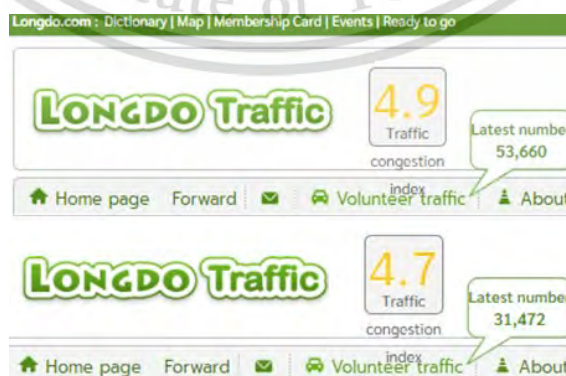 Longdo.com : Dictionary | Map | Membership Card | Events | Ready to go
LONGDO Traffic
4.9
Traffic
congestion
index
Latest number
53,660
Home page Forward Volunteer traffic About
LONGDO Traffic
4.7
Traffic
congestion
index
Latest number
31,472
Home page Forward Volunteer traffic About